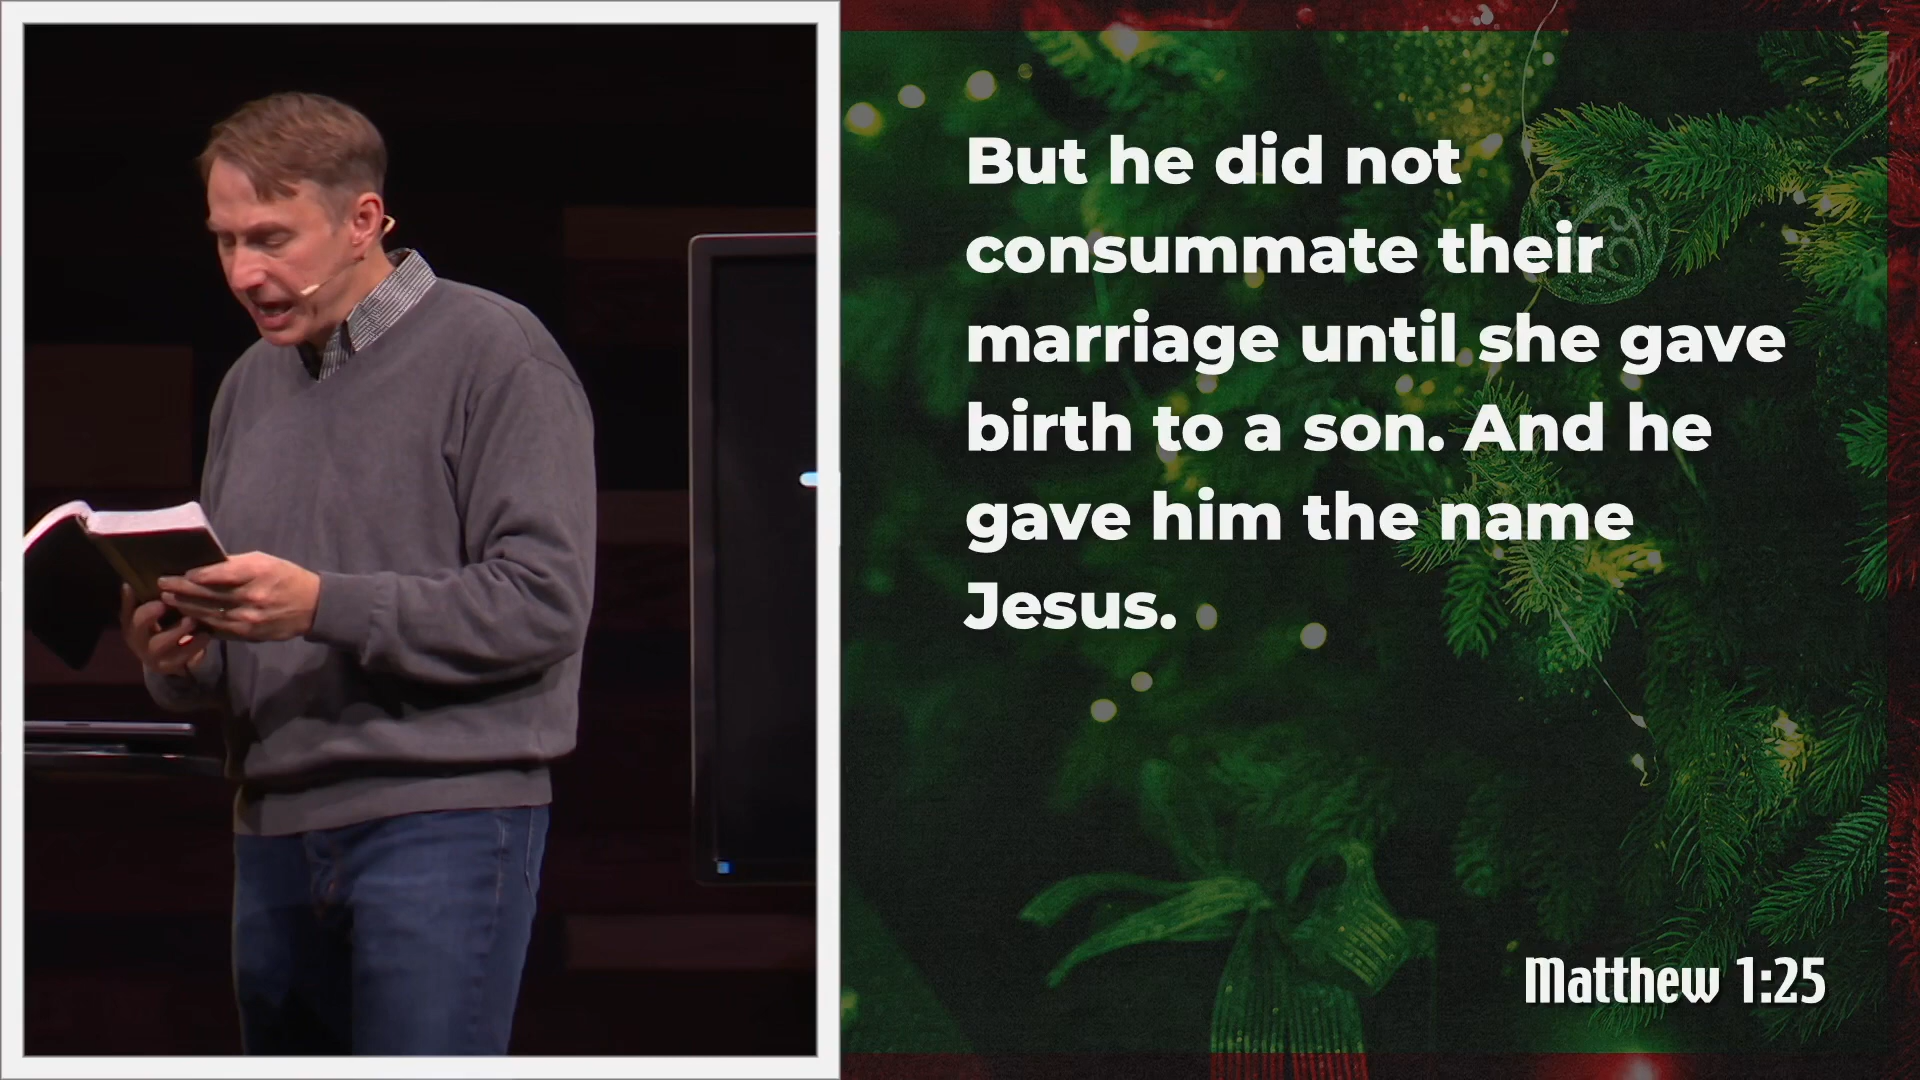 But he did not
consummate their
marriage until she gave
birth to a son. And he
gave him the name
Jesus.
Matthew 1:25